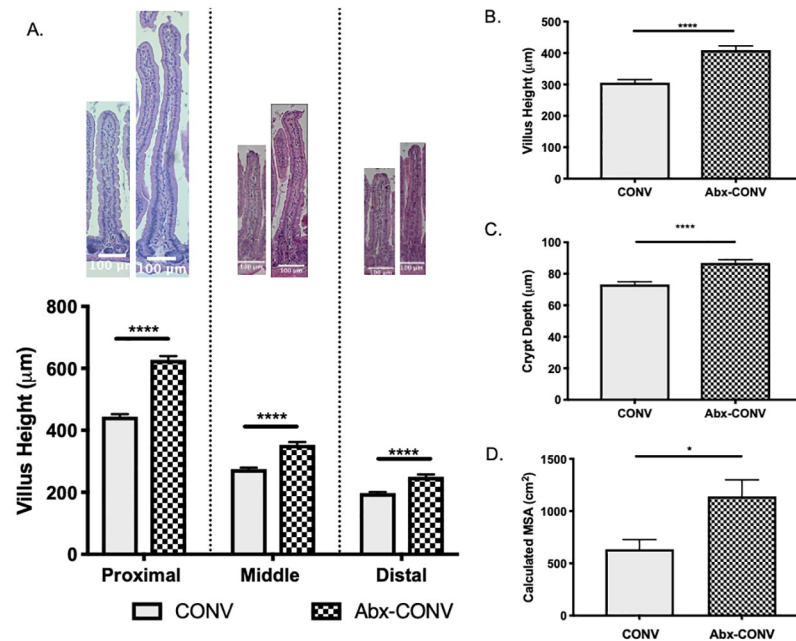 A.
100 μm
100 μm
100 μm
100 μm
100 μm
100 μm
Villus Height (μm)
800
600
400
200
0
****
****
****
Proximal
Middle
Distal
CONV
Abx-CONV
B.
Villus Height (μm)
500
400
300
200
100
0
****
CONV
Abx-CONV
C.
Crypt Depth (μm)
100
80
60
40
20
0
****
CONV
Abx-CONV
D.
Calculated MSA (cm²)
1500
1000
500
0
*
CONV
Abx-CONV